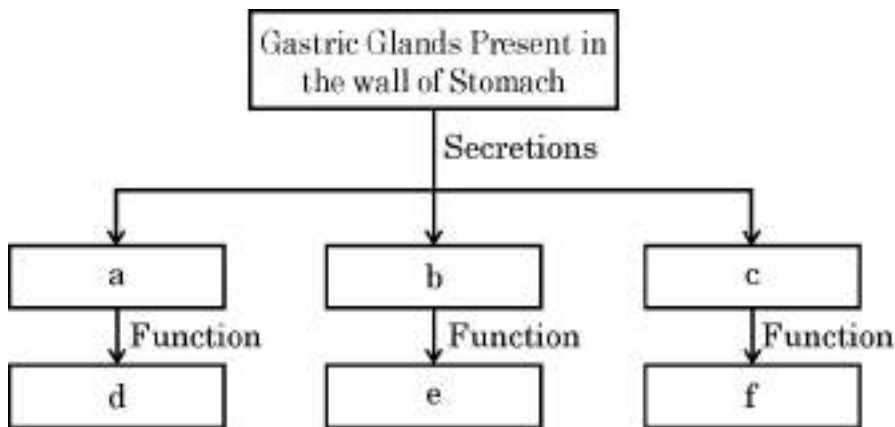 Gastric Glands Present in
the wall of Stomach
Secretions
a
b
c
Function
Function
Function
d
e
f